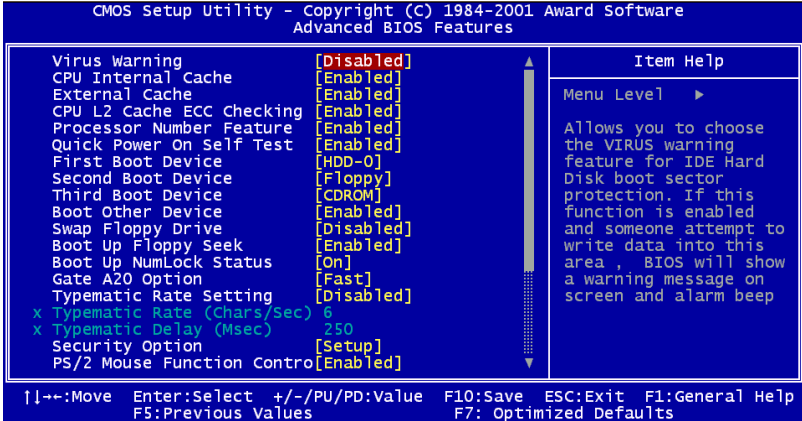 CMOS Setup Utility - Copyright (C) 1984-2001 Award Software
Advanced BIOS Features
Virus Warning [Disabled]
CPU Internal Cache [Enabled]
External Cache [Enabled]
CPU L2 Cache ECC Checking [Enabled]
Processor Number Feature [Enabled]
Quick Power On Self Test [Enabled]
First Boot Device [HDD-0]
Second Boot Device [Floppy]
Third Boot Device [CDROM]
Boot Other Device [Enabled]
Swap Floppy Drive [Disabled]
Boot Up Floppy Seek [Enabled]
Boot Up NumLock Status [On]
Gate A20 Option [Fast]
Typematic Rate Setting [Disabled]
x Typematic Rate (Chars/Sec) 6
x Typematic Delay (Msec) 250
Security Option [Setup]
PS/2 Mouse Function Contro[Enabled]
Item Help
Menu Level ►
Allows you to choose
the VIRUS warning
feature for IDE Hard
Disk boot sector
protection. If this
function is enabled
and someone attempt to
write data into this
area , BIOS will show
a warning message on
screen and alarm beep
↑↓→←:Move Enter:Select +/-/PU/PD:Value F10:Save ESC:Exit F1:General Help
F5:Previous Values F7: Optimized Defaults